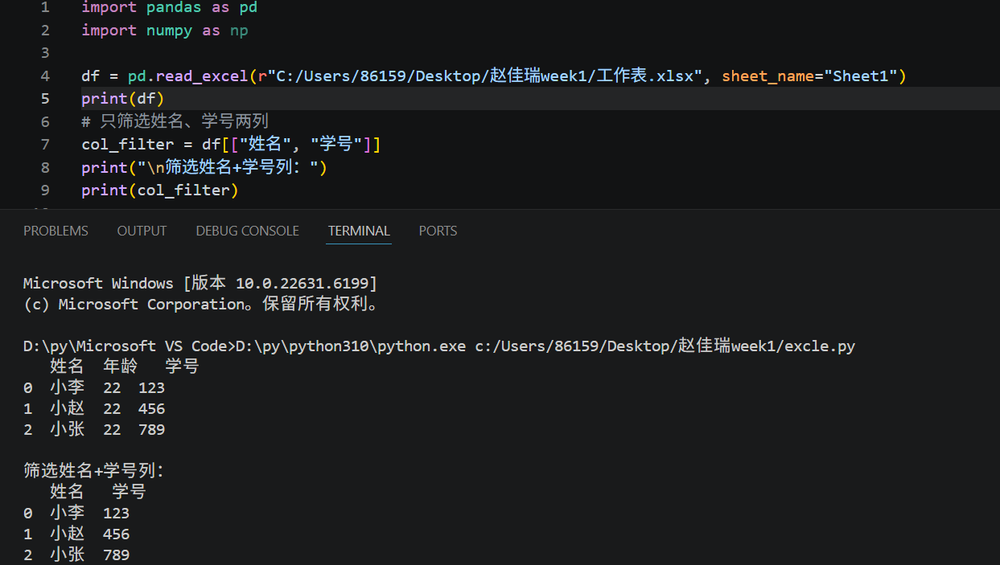 1 import pandas as pd
2 import numpy as np
3
4 df = pd.read_excel(r"C:/Users/86159/Desktop/赵佳瑞week1/工作表.xlsx", sheet_name="Sheet1")
5 print(df)
6 # 只筛选姓名、学号两列
7 col_filter = df[["姓名", "学号"]]
8 print("\n筛选姓名+学号列：")
9 print(col_filter)
PROBLEMS OUTPUT DEBUG CONSOLE TERMINAL PORTS
Microsoft Windows [版本 10.0.22631.6199]
(c) Microsoft Corporation。保留所有权利。
D:\py\Microsoft VS Code>D:\py\python310\python.exe c:/Users/86159/Desktop/赵佳瑞week1/excle.py
姓名 年龄 学号
0 小李 22 123
1 小赵 22 456
2 小张 22 789
筛选姓名+学号列：
姓名 学号
0 小李 123
1 小赵 456
2 小张 789